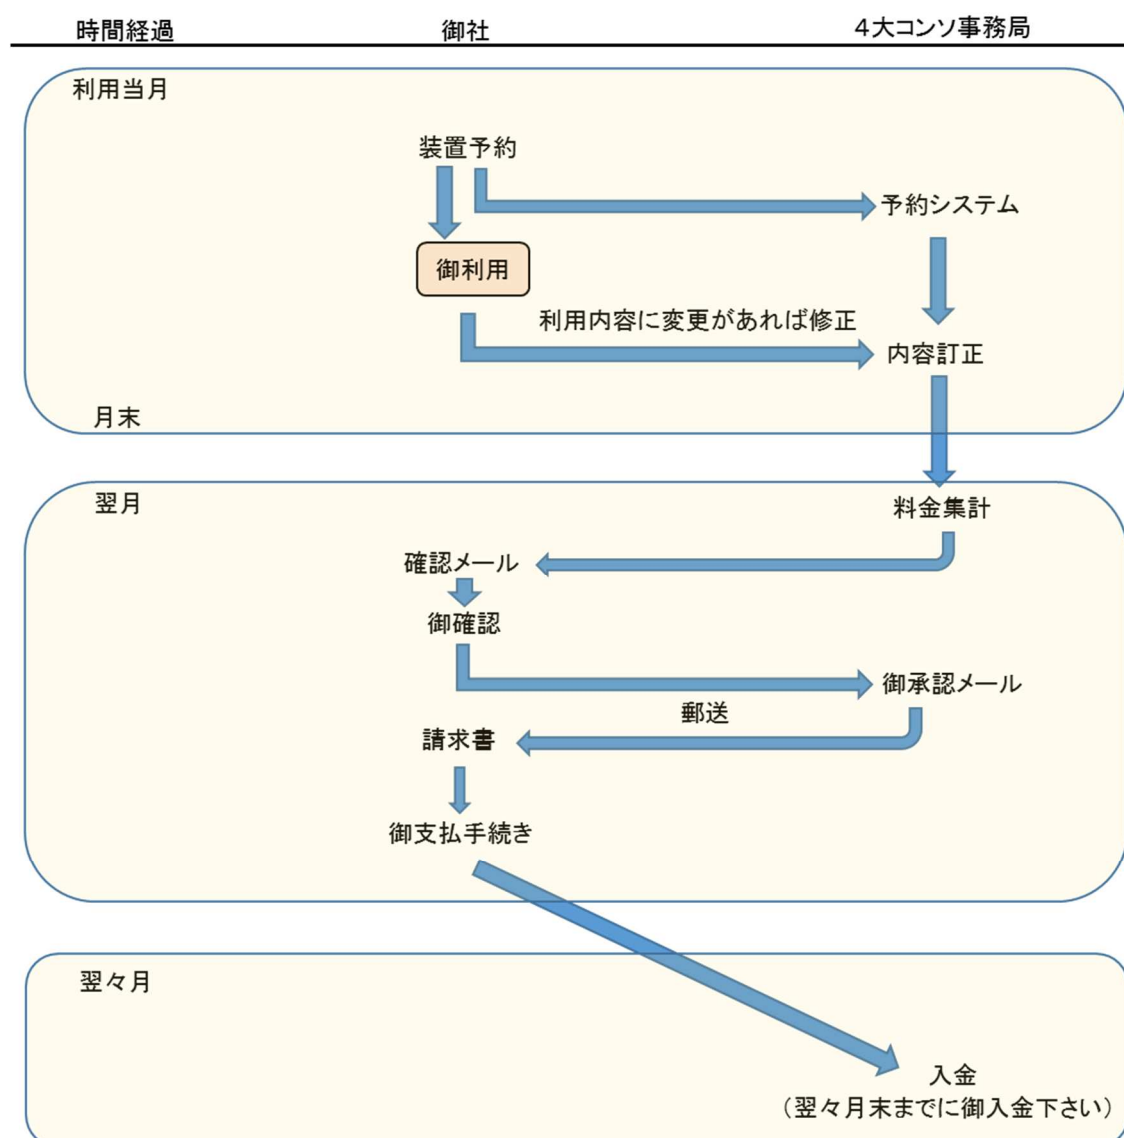 時間経過
御社
４大コンソ事務局
利用当月
装置予約
予約システム
御利用
利用内容に変更があれば修正
内容訂正
月末
翌月
料金集計
確認メール
御確認
御承認メール
郵送
請求書
御支払手続き
翌々月
入金
（翌々月末までに御入金下さい）